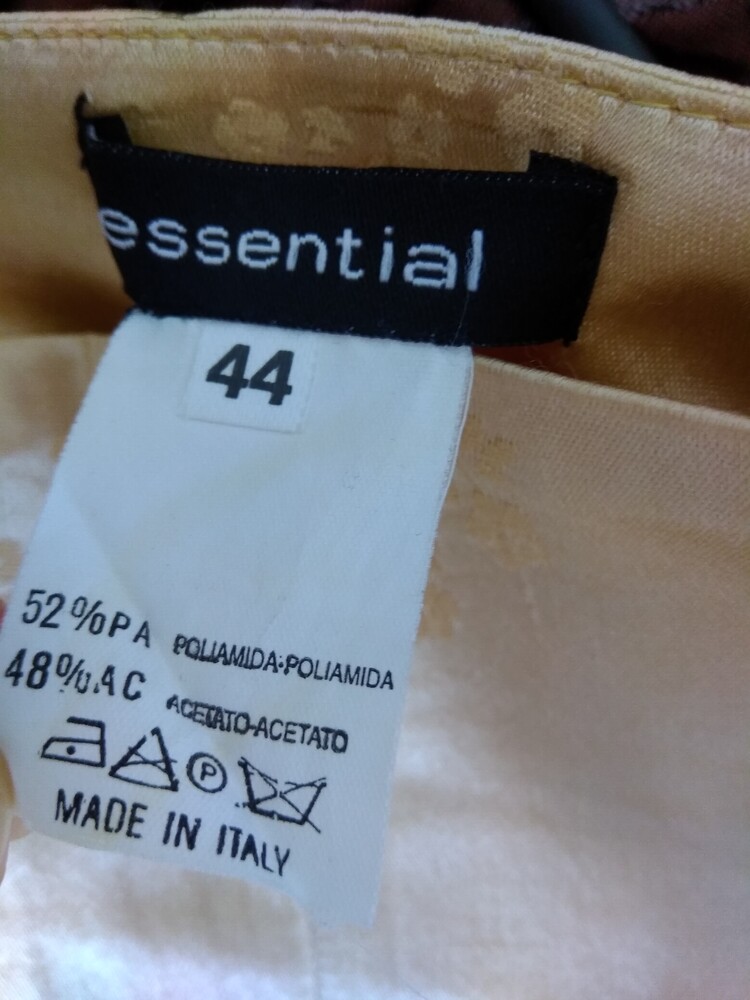 essential
44
52%PA POLIAMIDA-POLIAMIDA
48%AC ACETATO-ACETATO
P
MADE IN ITALY